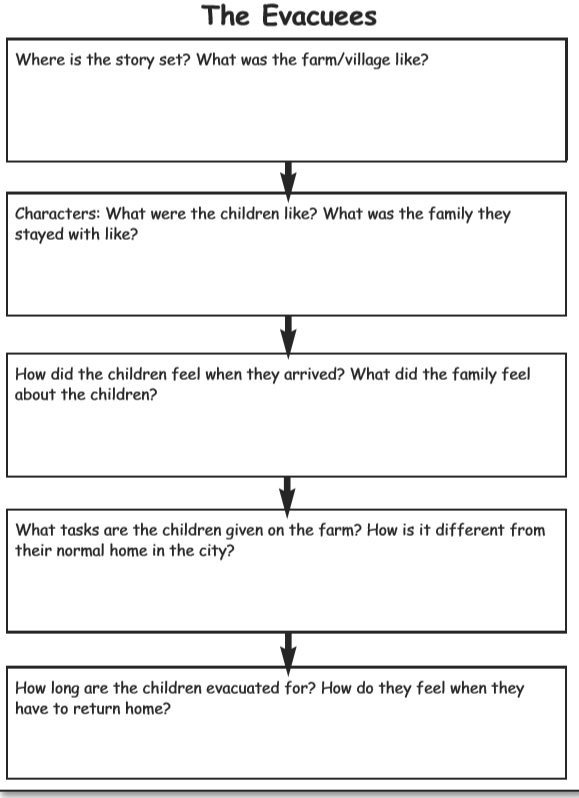 The Evacuees
Where is the story set? What was the farm/village like?
Characters: What were the children like? What was the family they
stayed with like?
How did the children feel when they arrived? What did the family feel
about the children?
What tasks are the children given on the farm? How is it different from
their normal home in the city?
How long are the children evacuated for? How do they feel when they
have to return home?